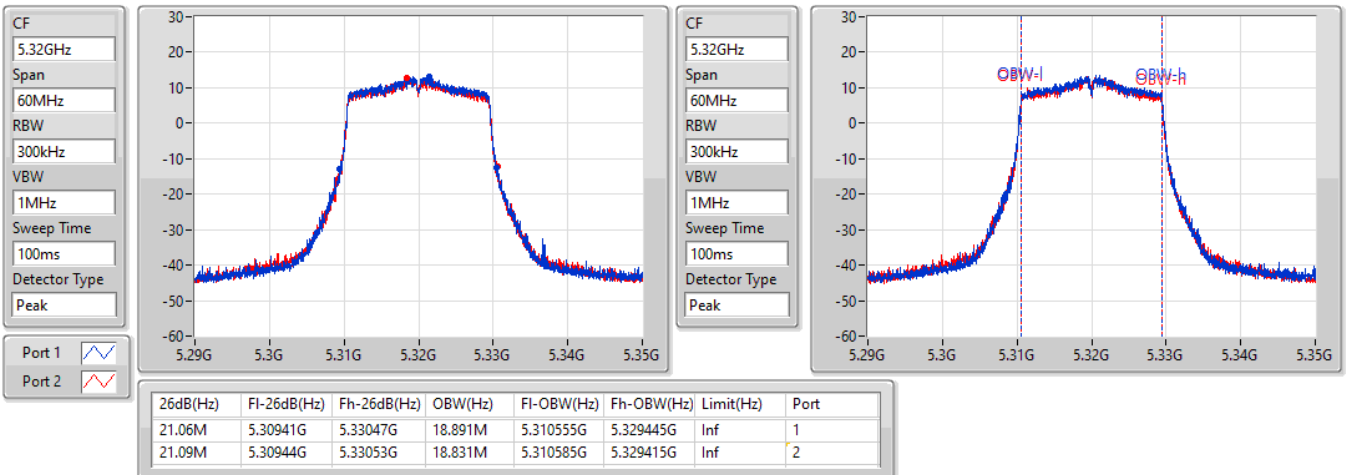 CF
5.32GHz
Span
60MHz
RBW
300kHz
VBW
1MHz
Sweep Time
100ms
Detector Type
Peak
Port 1
Port 2
30
20
10
0
-10
-20
-30
-40
-50
-60
5.29G 5.3G 5.31G 5.32G 5.33G 5.34G 5.35G
CF
5.32GHz
Span
60MHz
RBW
300kHz
VBW
1MHz
Sweep Time
100ms
Detector Type
Peak
30
20
10
0
-10
-20
-30
-40
-50
-60
OBW-l OBW-h
5.29G 5.3G 5.31G 5.32G 5.33G 5.34G 5.35G
26dB(Hz) Fl-26dB(Hz) Fh-26dB(Hz) OBW(Hz) Fl-OBW(Hz) Fh-OBW(Hz) Limit(Hz) Port
21.06M 5.30941G 5.33047G 18.891M 5.310555G 5.329445G Inf 1
21.09M 5.30944G 5.33053G 18.831M 5.310585G 5.329415G Inf 2